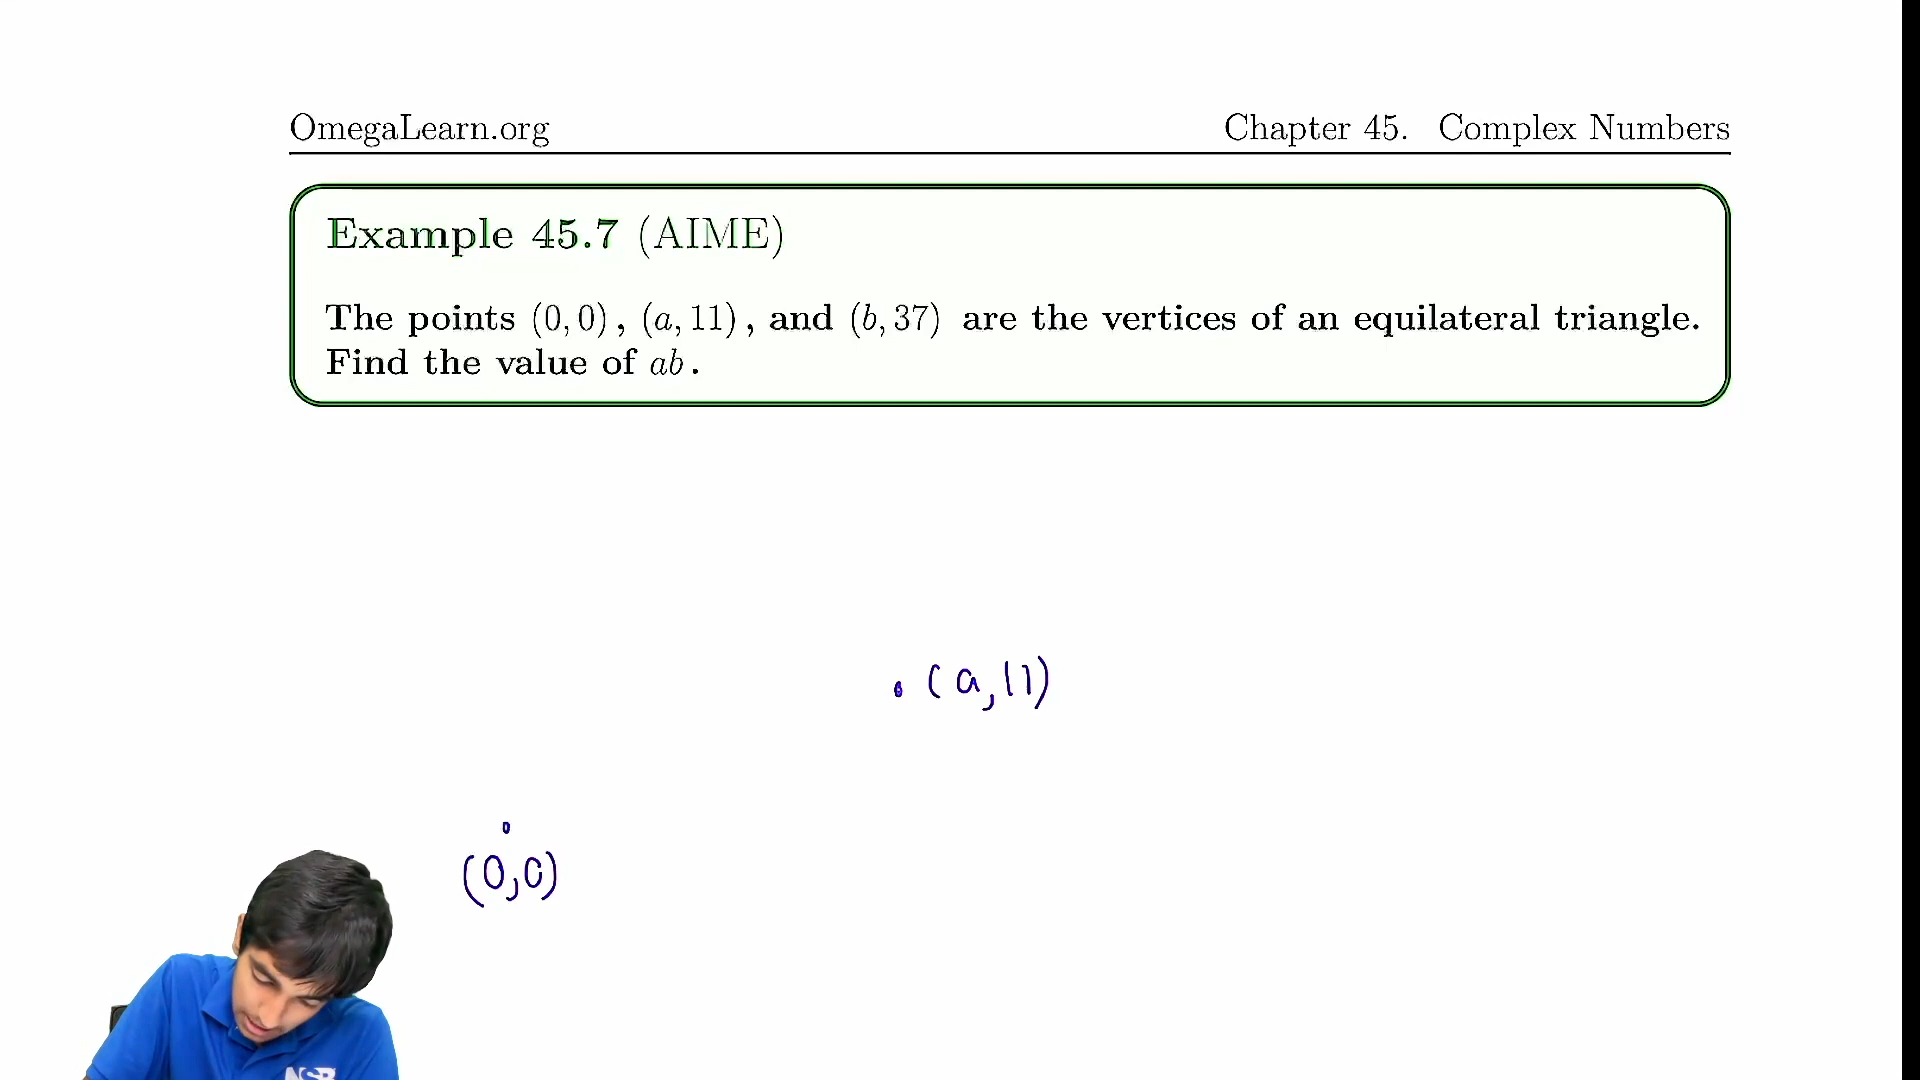 OmegaLearn.org Chapter 45. Complex Numbers
Example 45.7 (AIME)
The points (0, 0), (a, 11), and (b, 37) are the vertices of an equilateral triangle.
Find the value of ab.
(a, 11)
(0,0)